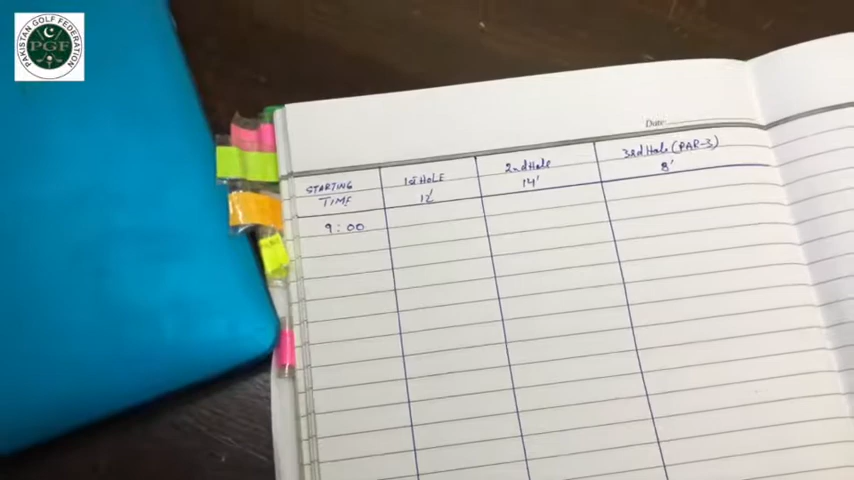 PAKISTAN GOLF FEDERATION
PGF
Date:
STARTING TIME
1st HOLE 12'
2nd Hole 14'
3rd Hole (PAR-3) 8'
9:00